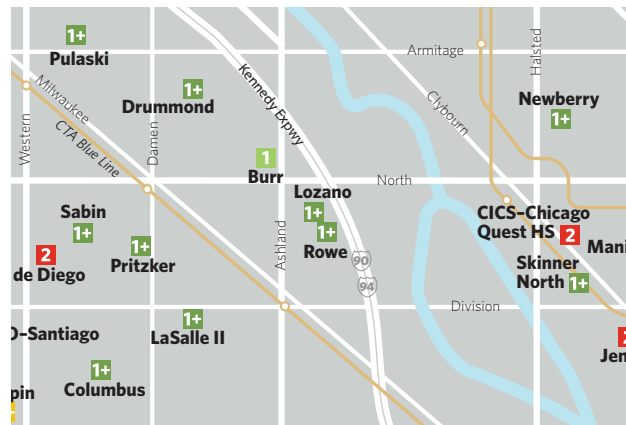 1+
Pulaski
Armitage
Halsted
Kennedy Expwy
Milwaukee
Clybourn
1+
Drummond
Newberry
1+
Western
CTA Blue Line
Damen
1
Burr
North
Lozano
1+
1+
Rowe
Sabin
1+
2
de Diego
1+
Pritzker
Ashland
90
94
CICS–Chicago
Quest HS
2
Mani
Skinner
North
1+
Division
O–Santiago
1+
LaSalle II
1+
Columbus
pin
Jen